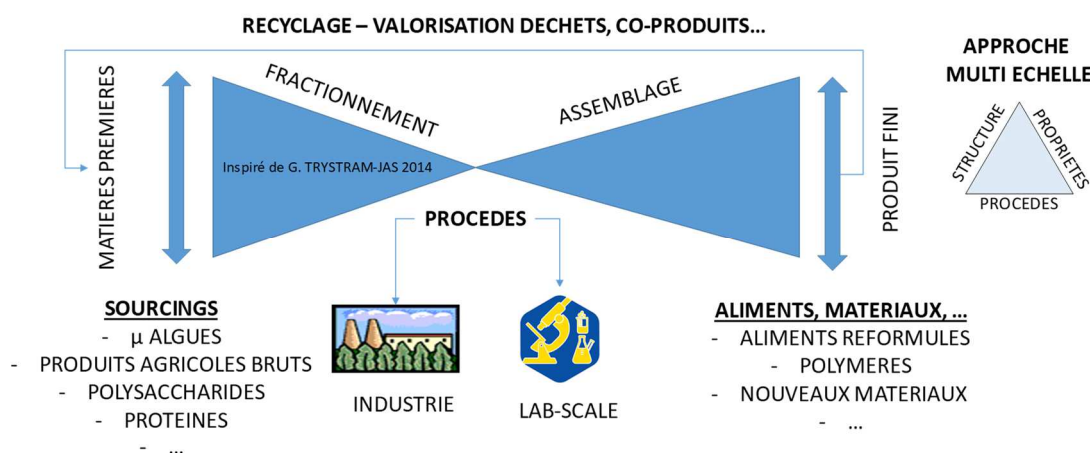 RECYCLAGE – VALORISATION DECHETS, CO-PRODUITS…
APPROCHE
MULTI ECHELLE
MATIERES PREMIERES
FRACTIONNEMENT
ASSEMBLAGE
PRODUIT FINI
STRUCTURE
PROPRIETES
PROCEDES
Inspiré de G. TRYSTRAM-JAS 2014
PROCEDES
SOURCINGS
- µ ALGUES
- PRODUITS AGRICOLES BRUTS
- POLYSACCHARIDES
- PROTEINES
- …
INDUSTRIE
LAB-SCALE
ALIMENTS, MATERIAUX, …
- ALIMENTS REFORMULES
- POLYMERES
- NOUVEAUX MATERIAUX
- …